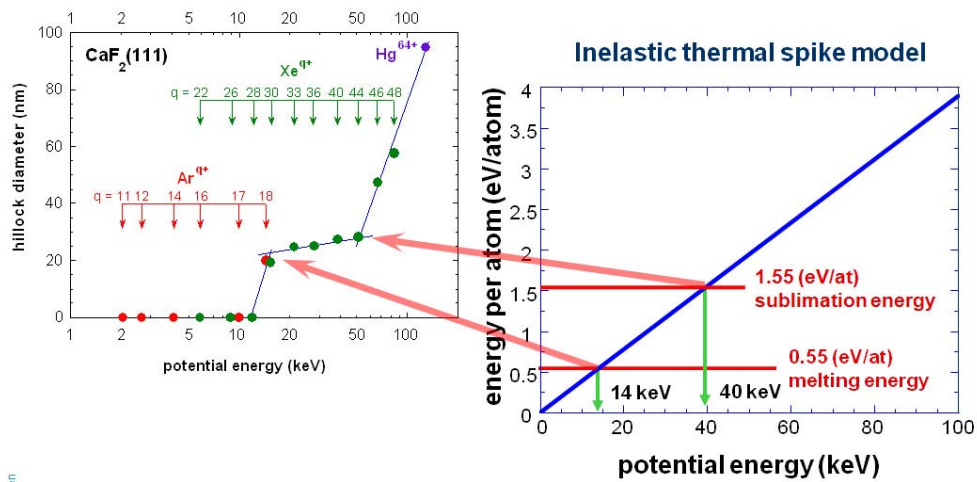 1 2 10 20 100
100
80
60
40
20
0
hillock diameter (nm)
CaF2(111)
Hg64+
Xeq+
q = 22 26 28 30 33 36 40 44 46 48
Arq+
q = 11 12 14 16 17 18
1 2 10 20 100
potential energy (keV)
Inelastic thermal spike model
energy per atom (eV/atom)
4
3.5
3
2.5
2
1.5
1
0.5
0
1.55 (eV/at)
sublimation energy
0.55 (eV/at)
melting energy
14 keV 40 keV
0 20 40 60 80 100
potential energy (keV)